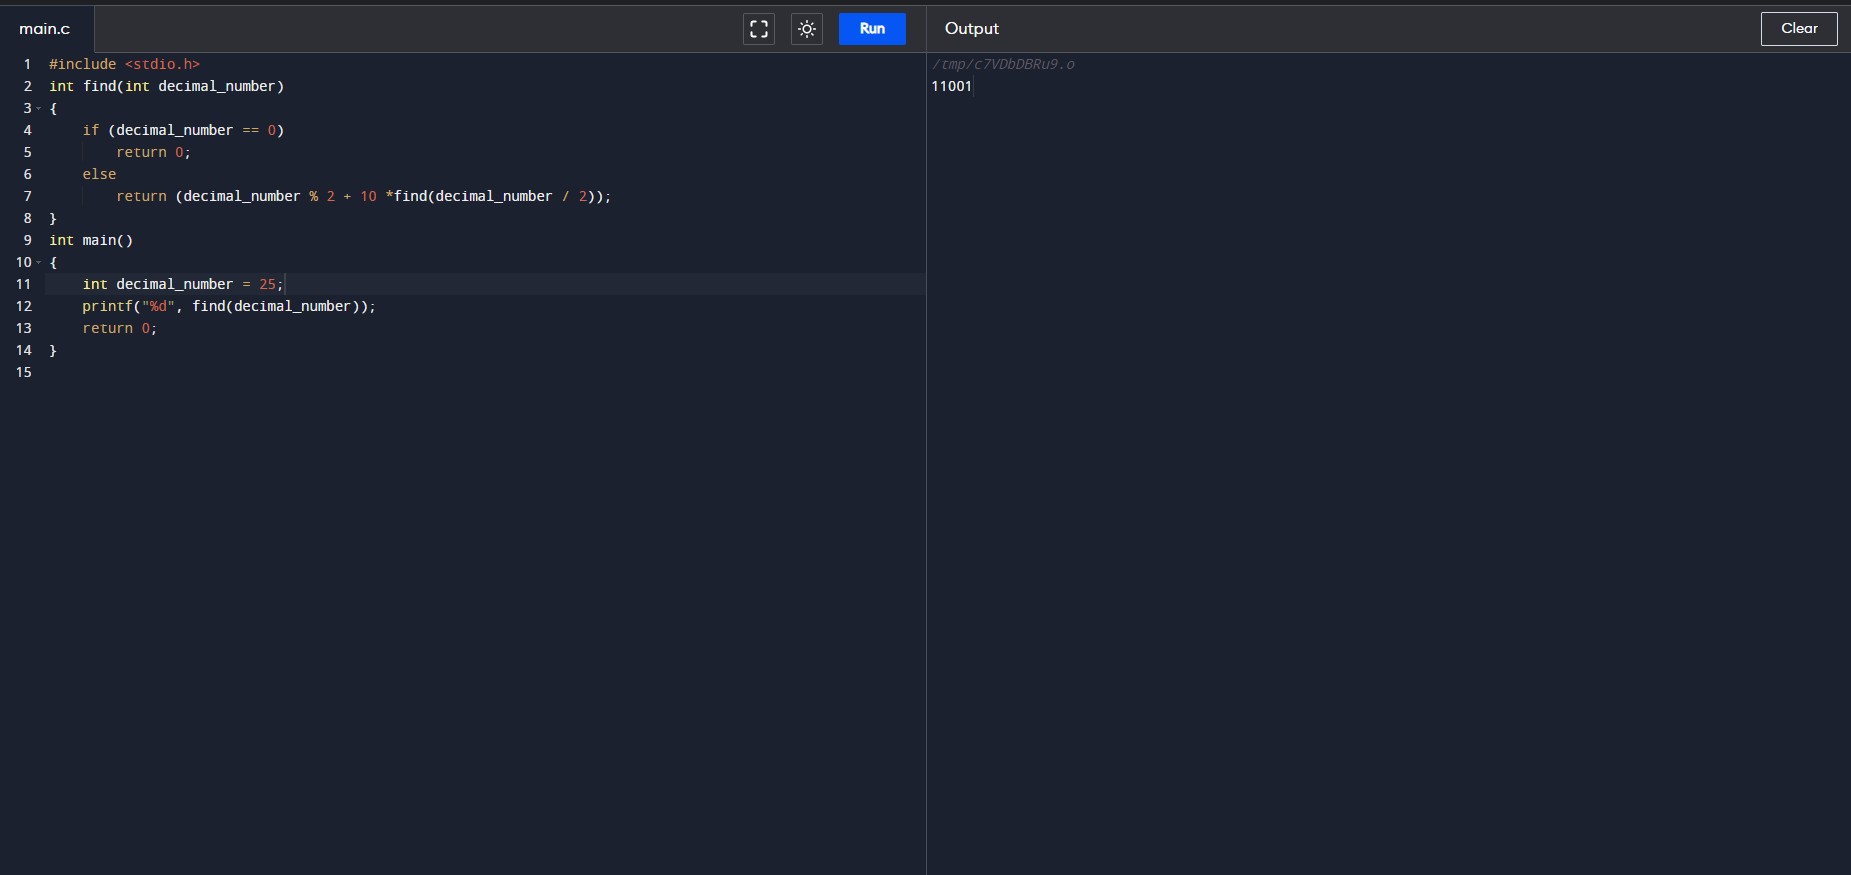 main.c
Run
Output
Clear
1 #include <stdio.h>
2 int find(int decimal_number)
3 {
4     if (decimal_number == 0)
5         return 0;
6     else
7         return (decimal_number % 2 + 10 *find(decimal_number / 2));
8 }
9 int main()
10 {
11     int decimal_number = 25;
12     printf("%d", find(decimal_number));
13     return 0;
14 }
15
/tmp/c7VDbDBRu9.o
11001